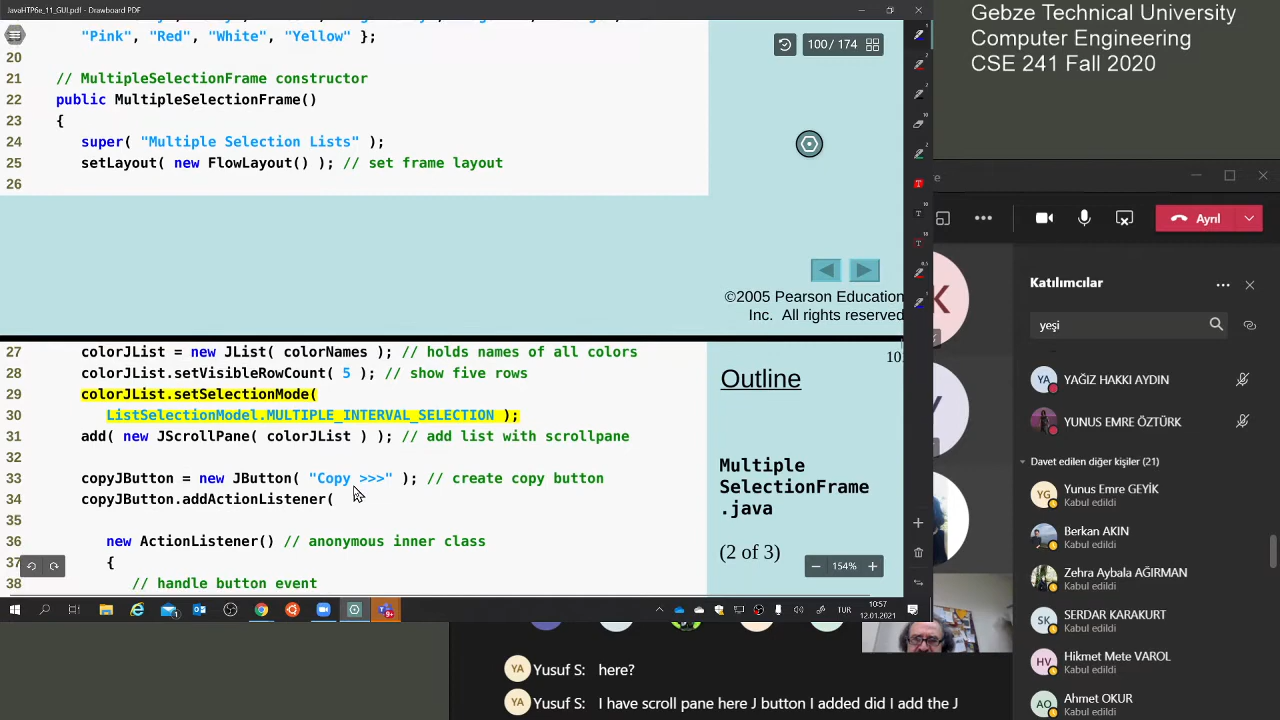 JavaHTP6e_11_GUI.pdf - Drawboard PDF
"Pink", "Red", "White", "Yellow" };
20
21 // MultipleSelectionFrame constructor
22 public MultipleSelectionFrame()
23 {
24 super( "Multiple Selection Lists" );
25 setLayout( new FlowLayout() ); // set frame layout
26
100 / 174
©2005 Pearson Education
Inc. All rights reserved
27 colorJList = new JList( colorNames ); // holds names of all colors
28 colorJList.setVisibleRowCount( 5 ); // show five rows
29 colorJList.setSelectionMode(
30 ListSelectionModel.MULTIPLE_INTERVAL_SELECTION );
31 add( new JScrollPane( colorJList ) ); // add list with scrollpane
32
33 copyJButton = new JButton( "Copy >>>" ); // create copy button
34 copyJButton.addActionListener(
35
36 new ActionListener() // anonymous inner class
37 {
38 // handle button event
10
Outline
Multiple
SelectionFrame
.java
(2 of 3)
154%
TUR
10:57
12.01.2021
Gebze Technical University
Computer Engineering
CSE 241 Fall 2020
Ayrıl
Katılımcılar
yeşi
YA YAĞIZ HAKKI AYDIN
YUNUS EMRE ÖZTÜRK
Davet edilen diğer kişiler (21)
YG Yunus Emre GEYİK
Kabul edildi
Berkan AKIN
Kabul edildi
Zehra Aybala AĞIRMAN
Kabul edildi
SK SERDAR KARAKURT
Kabul edildi
HV Hikmet Mete VAROL
Kabul edildi
AO Ahmet OKUR
Kabul edildi
YA Yusuf S: here?
YA Yusuf S: I have scroll pane here J button I added did I add the J